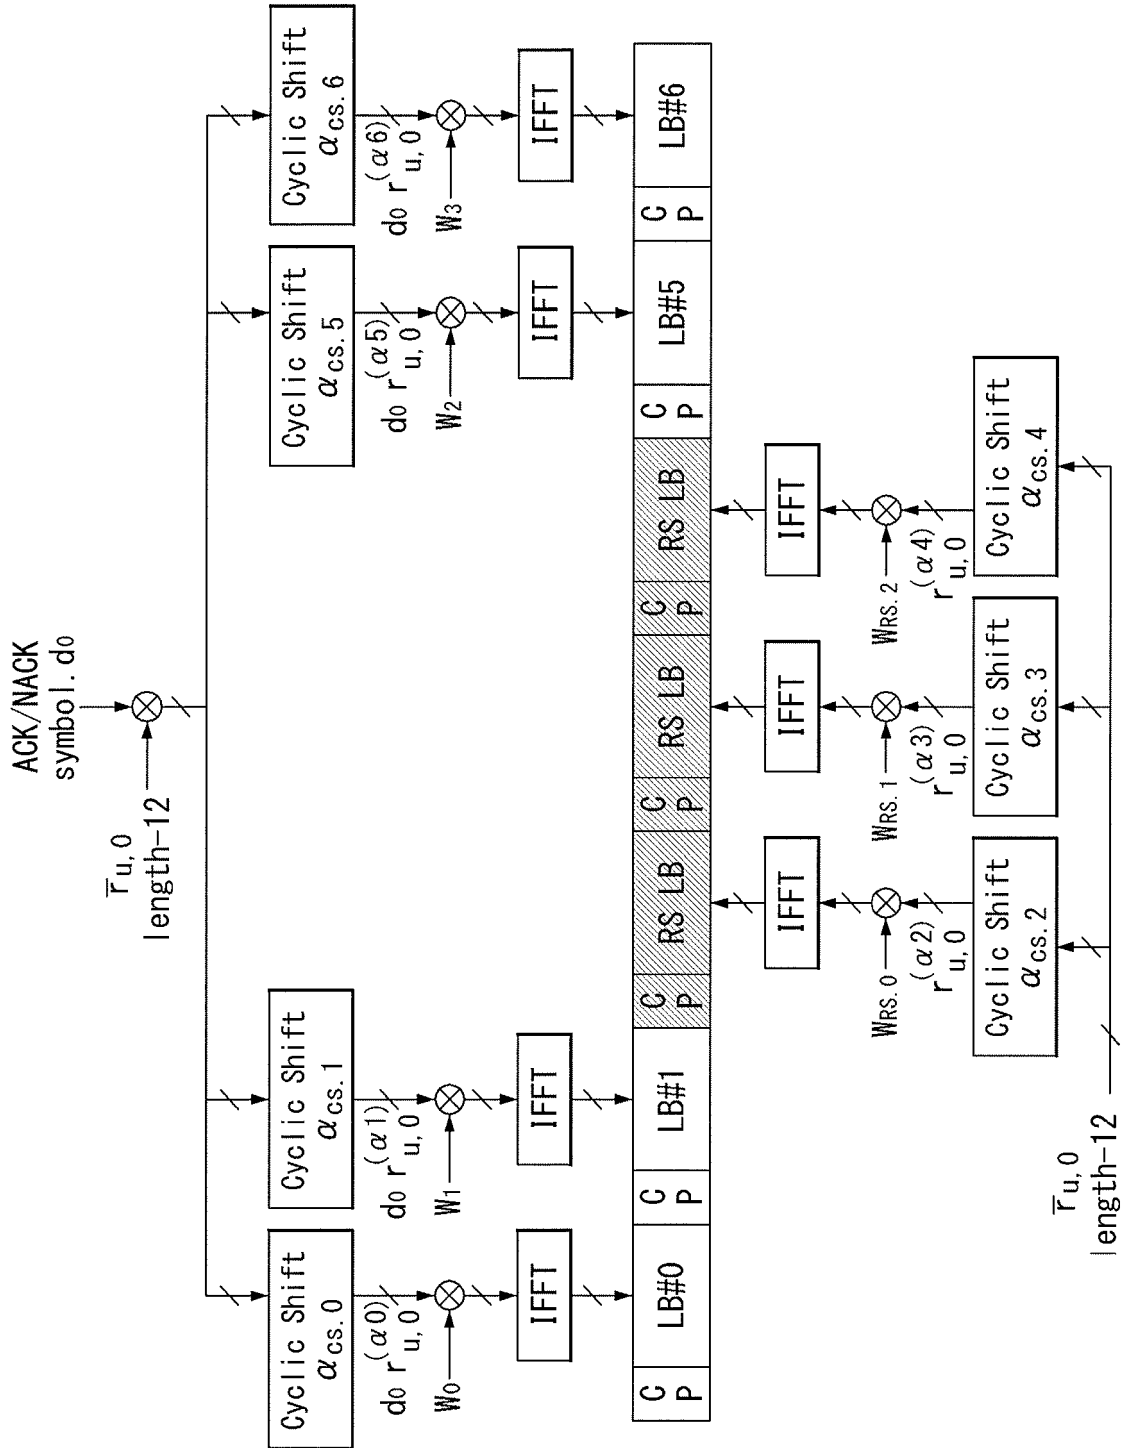 ACK/NACK
symbol. d0
r̅u,0
length-12
Cyclic Shift
αcs.0
Cyclic Shift
αcs.1
Cyclic Shift
αcs.5
Cyclic Shift
αcs.6
d0 r(α0)u,0
d0 r(α1)u,0
d0 r(α5)u,0
d0 r(α6)u,0
W0
W1
W2
W3
IFFT
IFFT
IFFT
IFFT
CP
LB#0
CP
LB#1
CP
RS LB
CP
RS LB
CP
RS LB
CP
LB#5
CP
LB#6
IFFT
IFFT
IFFT
WRS.0
WRS.1
WRS.2
r(α2)u,0
r(α3)u,0
r(α4)u,0
Cyclic Shift
αcs.2
Cyclic Shift
αcs.3
Cyclic Shift
αcs.4
r̅u,0
length-12